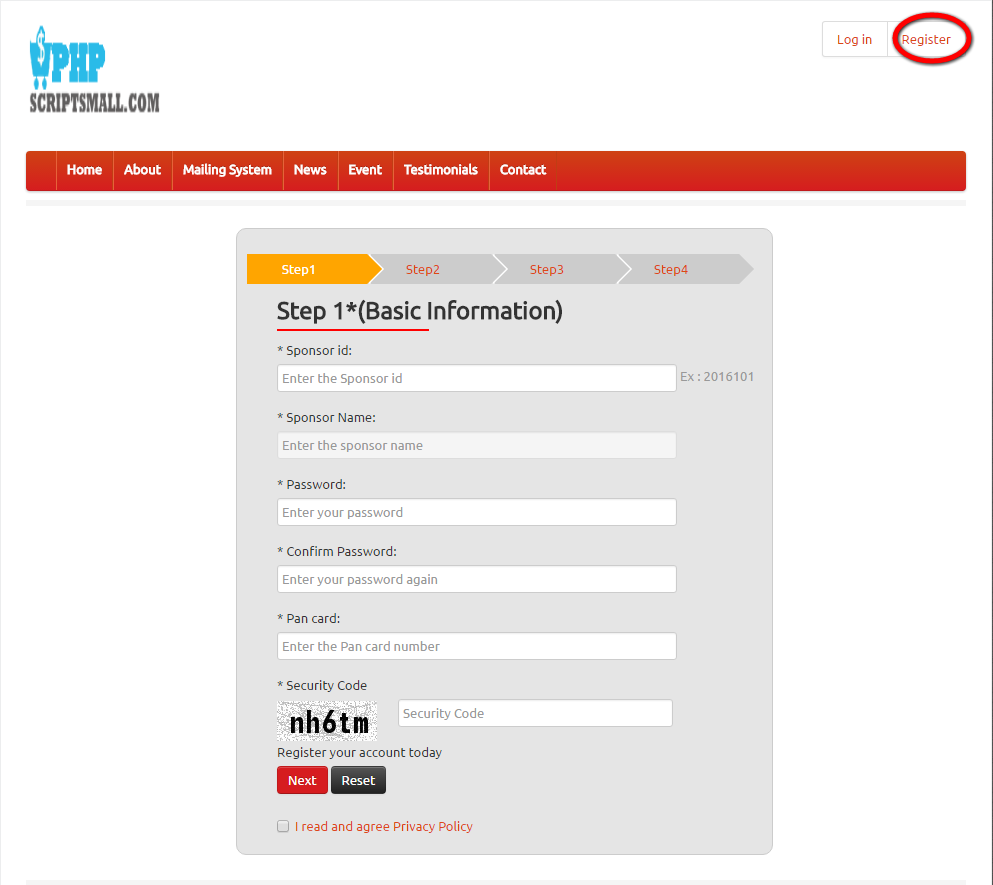 PHP
SCRIPTSMALL.COM
Log in Register
Home About Mailing System News Event Testimonials Contact
Step1 Step2 Step3 Step4
Step 1*(Basic Information)
* Sponsor id:
Enter the Sponsor id Ex : 2016101
* Sponsor Name:
Enter the sponsor name
* Password:
Enter your password
* Confirm Password:
Enter your password again
* Pan card:
Enter the Pan card number
* Security Code
nh6tm Security Code
Register your account today
Next Reset
I read and agree Privacy Policy